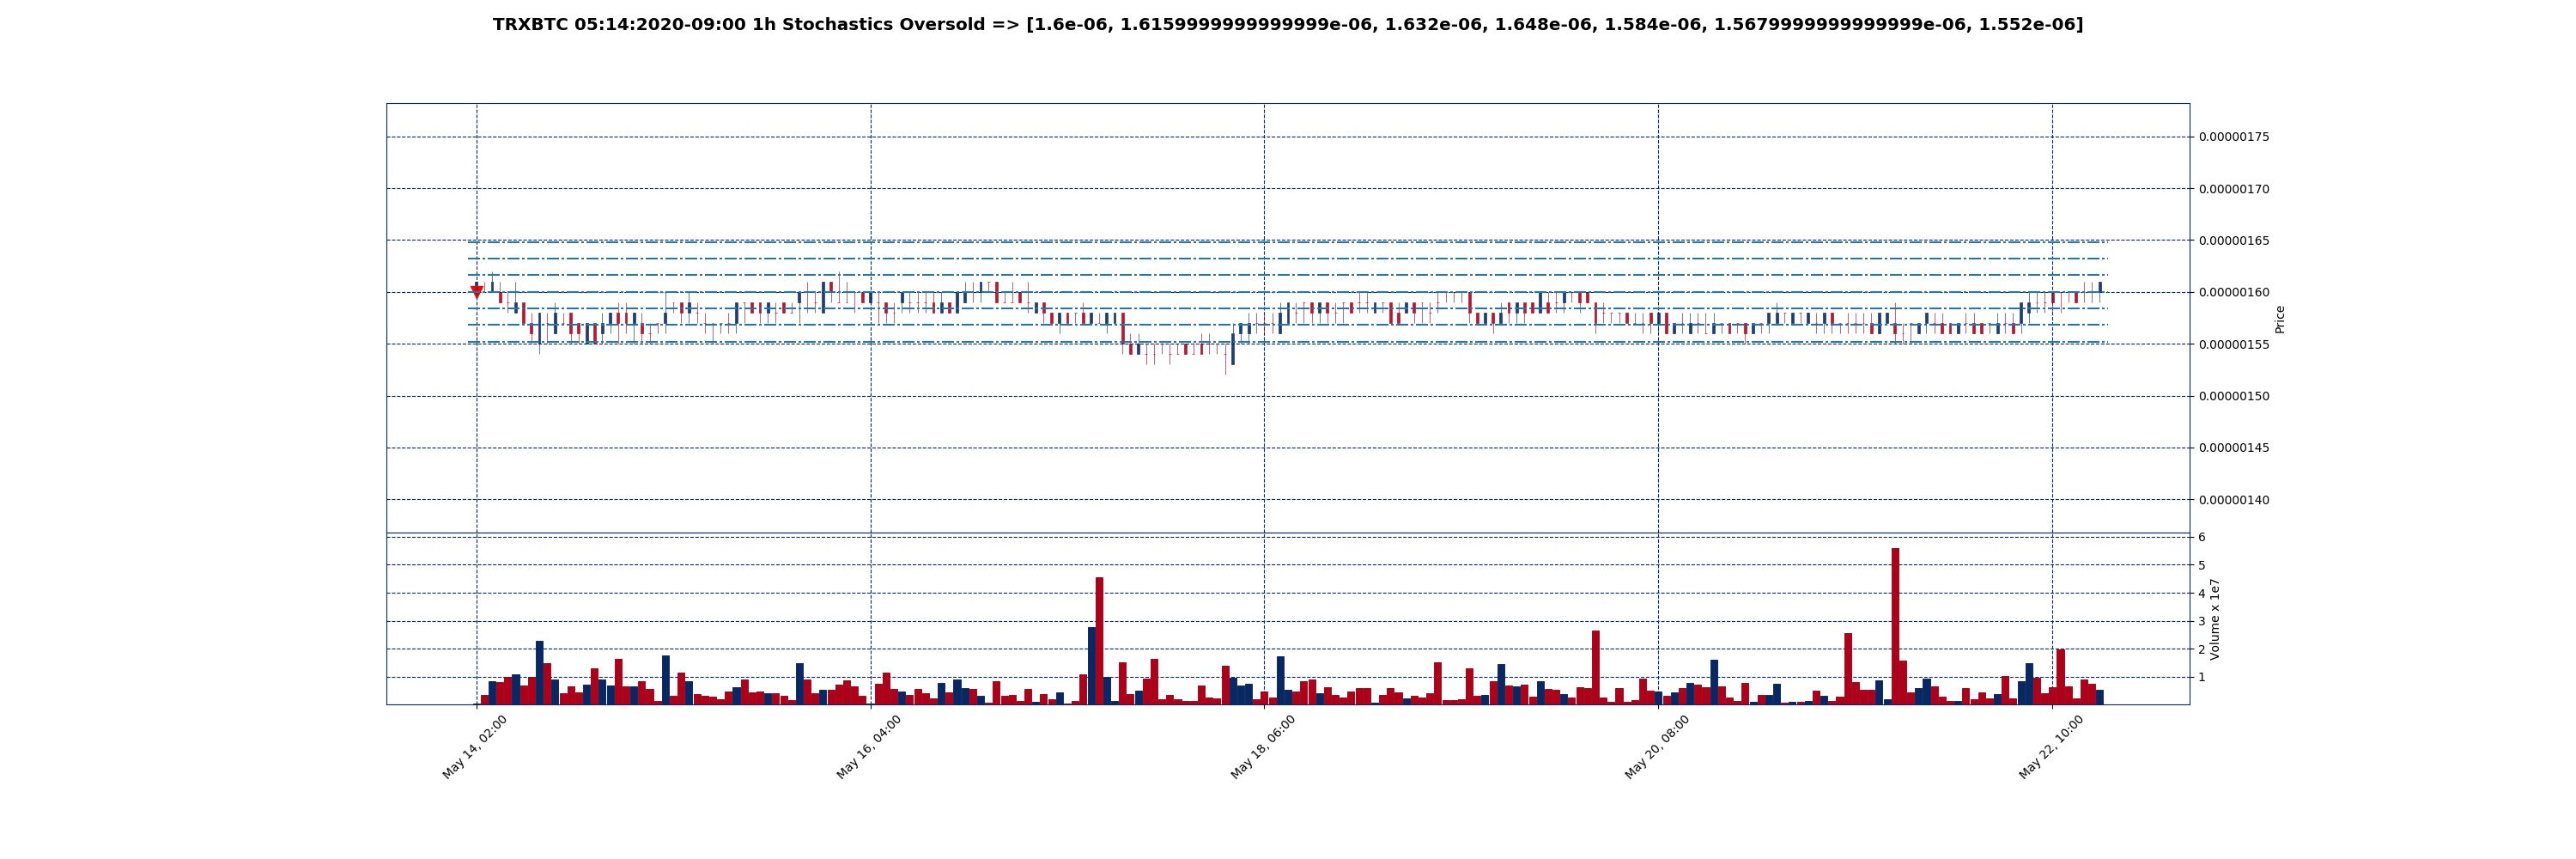 TRXBTC 05:14:2020-09:00 1h Stochastics Oversold => [1.6e-06, 1.6159999999999999e-06, 1.632e-06, 1.648e-06, 1.584e-06, 1.5679999999999999e-06, 1.552e-06]
0.00000175
0.00000170
0.00000165
0.00000160
0.00000155
0.00000150
0.00000145
0.00000140
Price
6
5
4
3
2
1
Volume x 1e7
May 14, 02:00
May 16, 04:00
May 18, 06:00
May 20, 08:00
May 22, 10:00